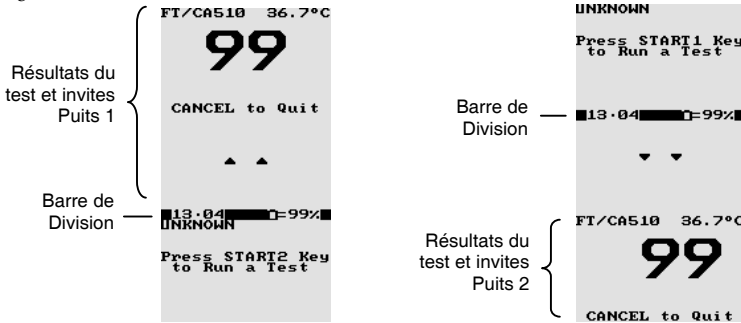 FT/CA510 36.7°C
99
Résultats du
test et invites
Puits 1
CANCEL to Quit
Barre de
Division
13·04 =99%
UNKNOWN
Press START2 Key
to Run a Test
UNKNOWN
Press START1 Key
to Run a Test
Barre de
Division
13·04 =99%
FT/CA510 36.7°C
Résultats du
test et invites
Puits 2
99
CANCEL to Quit